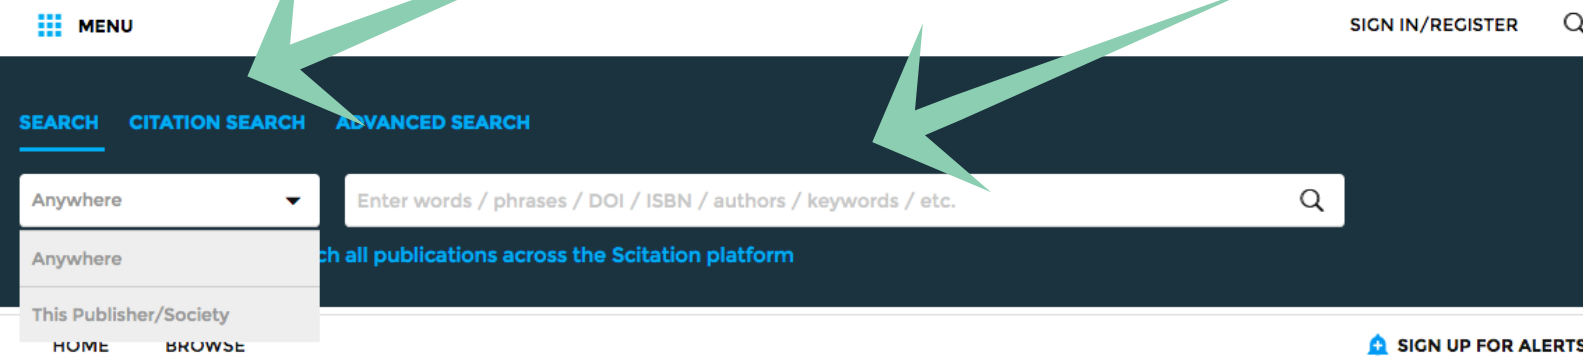 MENU
SIGN IN/REGISTER
SEARCH CITATION SEARCH ADVANCED SEARCH
Anywhere
Enter words / phrases / DOI / ISBN / authors / keywords / etc.
Anywhere
ch all publications across the Scitation platform
This Publisher/Society
HOME BROWSE
SIGN UP FOR ALERTS